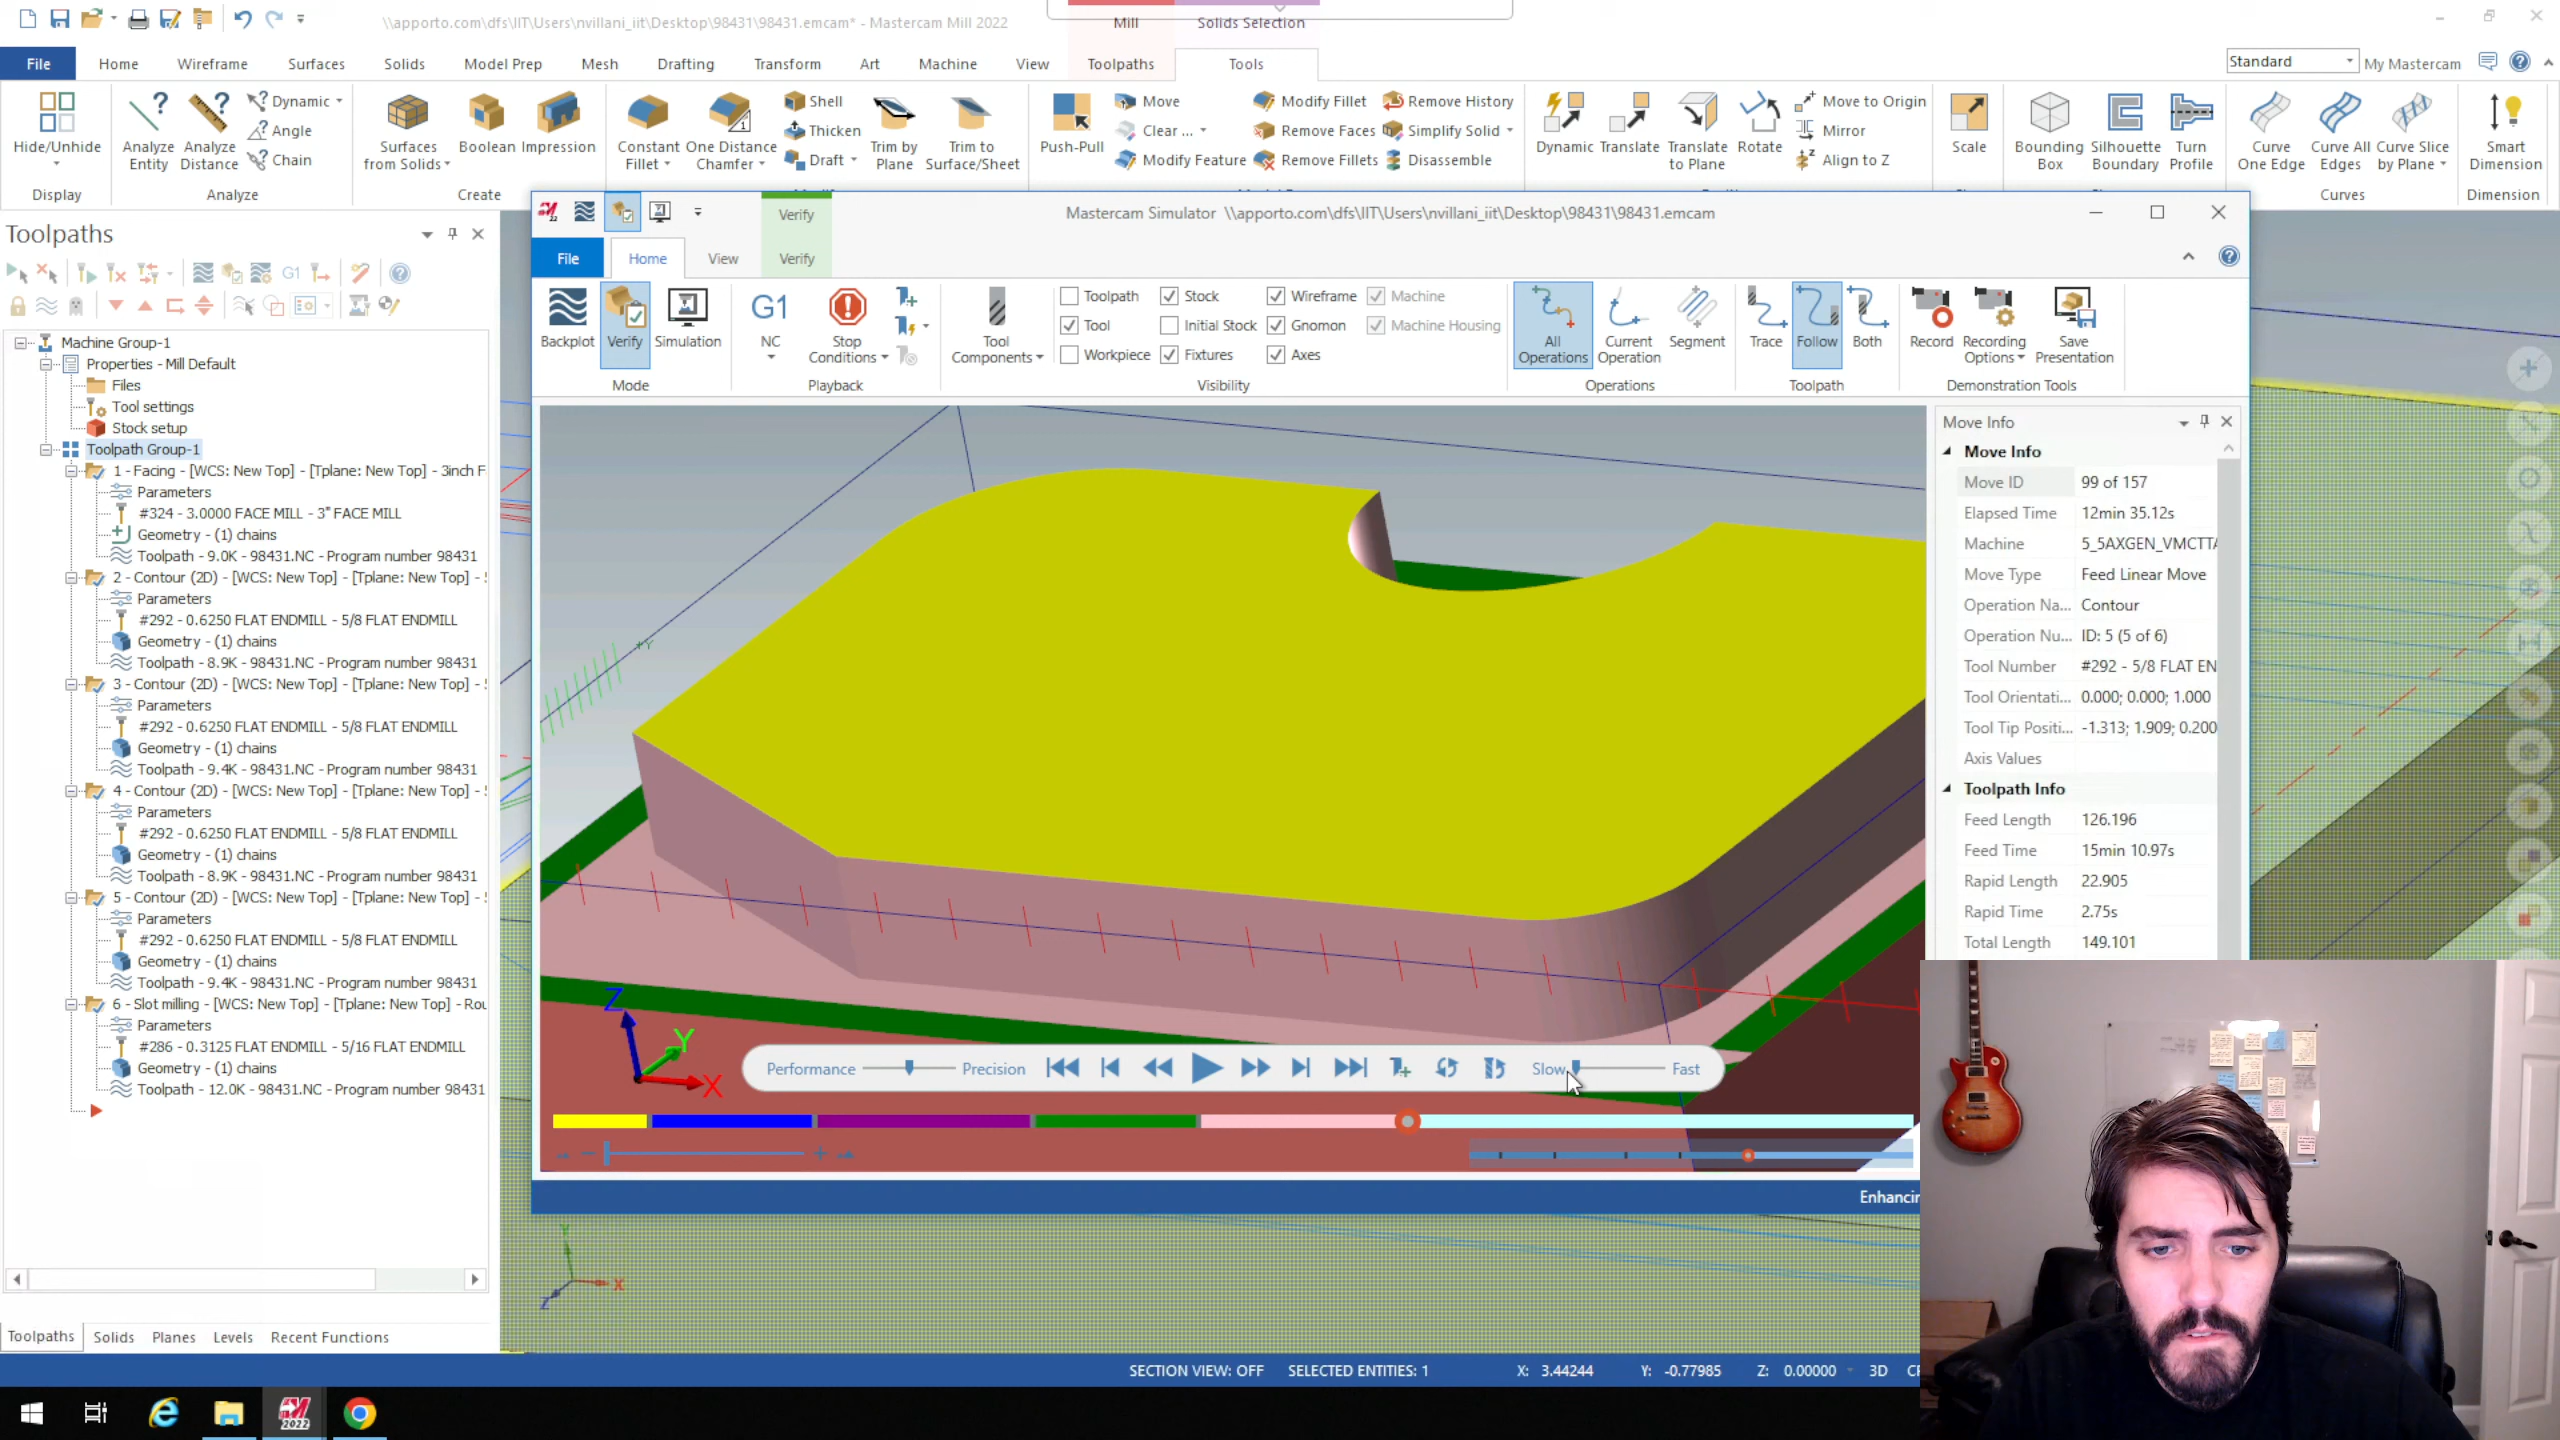 \\apporto.com\dfs\IIT\Users\nvillani_iit\Desktop\98431\98431.emcam* - Mastercam Mill 2022
Mill
Solids Selection
File
Home
Wireframe
Surfaces
Solids
Model Prep
Mesh
Drafting
Transform
Art
Machine
View
Toolpaths
Tools
Standard
My Mastercam
Hide/Unhide
Display
Analyze Entity
Analyze Distance
Dynamic
Angle
Chain
Analyze
Surfaces from Solids
Boolean
Impression
Create
Constant Fillet
One Distance Chamfer
Shell
Thicken
Draft
Trim by Plane
Trim to Surface/Sheet
Push-Pull
Move
Clear ...
Modify Feature
Modify Fillet
Remove Faces
Remove Fillets
Remove History
Simplify Solid
Disassemble
Dynamic
Translate
Translate to Plane
Rotate
Move to Origin
Mirror
Align to Z
Scale
Bounding Box
Silhouette Boundary
Turn Profile
Curve One Edge
Curve All Edges
Curve Slice by Plane
Curves
Smart Dimension
Dimension
Toolpaths
Machine Group-1
Properties - Mill Default
Files
Tool settings
Stock setup
Toolpath Group-1
1 - Facing - [WCS: New Top] - [Tplane: New Top] - 3inch F
Parameters
#324 - 3.0000 FACE MILL - 3" FACE MILL
Geometry - (1) chains
Toolpath - 9.0K - 98431.NC - Program number 98431
2 - Contour (2D) - [WCS: New Top] - [Tplane: New Top] -
Parameters
#292 - 0.6250 FLAT ENDMILL - 5/8 FLAT ENDMILL
Geometry - (1) chains
Toolpath - 8.9K - 98431.NC - Program number 98431
3 - Contour (2D) - [WCS: New Top] - [Tplane: New Top] -
Parameters
#292 - 0.6250 FLAT ENDMILL - 5/8 FLAT ENDMILL
Geometry - (1) chains
Toolpath - 9.4K - 98431.NC - Program number 98431
4 - Contour (2D) - [WCS: New Top] - [Tplane: New Top] -
Parameters
#292 - 0.6250 FLAT ENDMILL - 5/8 FLAT ENDMILL
Geometry - (1) chains
Toolpath - 8.9K - 98431.NC - Program number 98431
5 - Contour (2D) - [WCS: New Top] - [Tplane: New Top] -
Parameters
#292 - 0.6250 FLAT ENDMILL - 5/8 FLAT ENDMILL
Geometry - (1) chains
Toolpath - 9.4K - 98431.NC - Program number 98431
6 - Slot milling - [WCS: New Top] - [Tplane: New Top] - Rou
Parameters
#286 - 0.3125 FLAT ENDMILL - 5/16 FLAT ENDMILL
Geometry - (1) chains
Toolpath - 12.0K - 98431.NC - Program number 98431
Toolpaths
Solids
Planes
Levels
Recent Functions
Verify
Mastercam Simulator \\apporto.com\dfs\IIT\Users\nvillani_iit\Desktop\98431\98431.emcam
File
Home
View
Verify
Backplot
Verify
Simulation
Mode
G1
NC
Stop Conditions
Playback
Tool Components
Toolpath
Tool
Workpiece
Stock
Initial Stock
Fixtures
Wireframe
Gnomon
Axes
Machine
Machine Housing
Visibility
All Operations
Current Operation
Segment
Operations
Trace
Follow
Both
Toolpath
Record
Recording Options
Save Presentation
Demonstration Tools
Move Info
Move Info
Move ID 99 of 157
Elapsed Time 12min 35.12s
Machine 5_5AXGEN_VMCTTA
Move Type Feed Linear Move
Operation Na... Contour
Operation Nu... ID: 5 (5 of 6)
Tool Number #292 - 5/8 FLAT EN
Tool Orientati... 0.000; 0.000; 1.000
Tool Tip Positi... -1.313; 1.909; 0.200
Axis Values
Toolpath Info
Feed Length 126.196
Feed Time 15min 10.97s
Rapid Length 22.905
Rapid Time 2.75s
Total Length 149.101
+Y
Z
Y
X
Performance
Precision
Slow
Fast
Enhancin
Y
X
Z
SECTION VIEW: OFF
SELECTED ENTITIES: 1
X: 3.44244
Y: -0.77985
Z: 0.00000
3D
2022